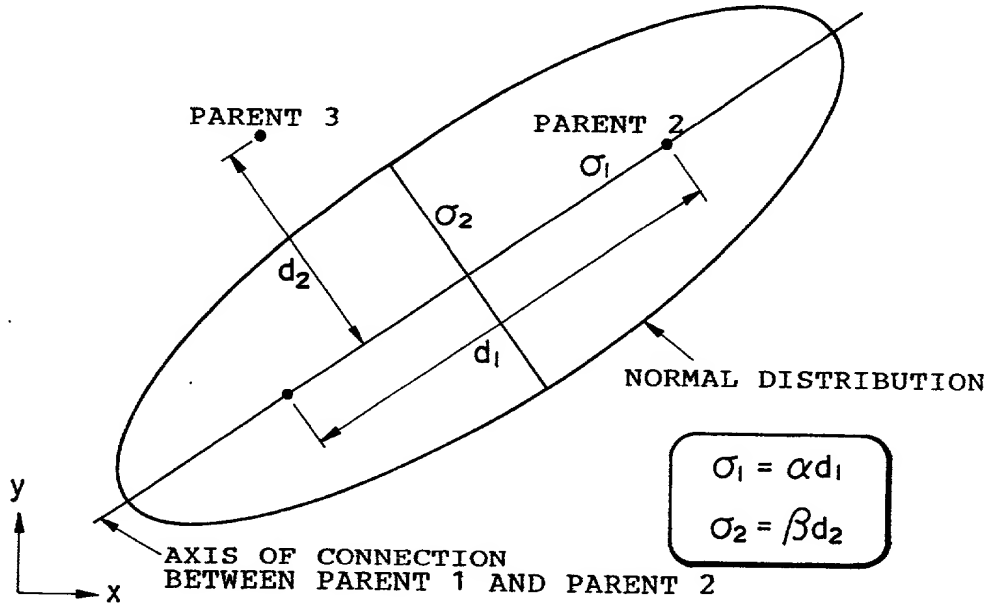 PARENT 3
PARENT 2
σ₁
σ₂
d₂
d₁
NORMAL DISTRIBUTION
σ₁ = αd₁
σ₂ = βd₂
y
x
AXIS OF CONNECTION
BETWEEN PARENT 1 AND PARENT 2